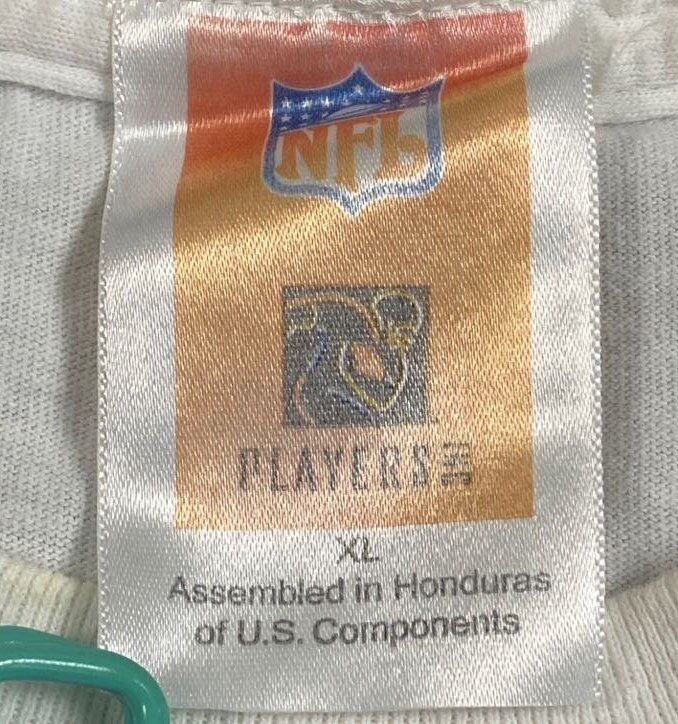 NFL
PLAYERS INC
XL
Assembled in Honduras
of U.S. Components